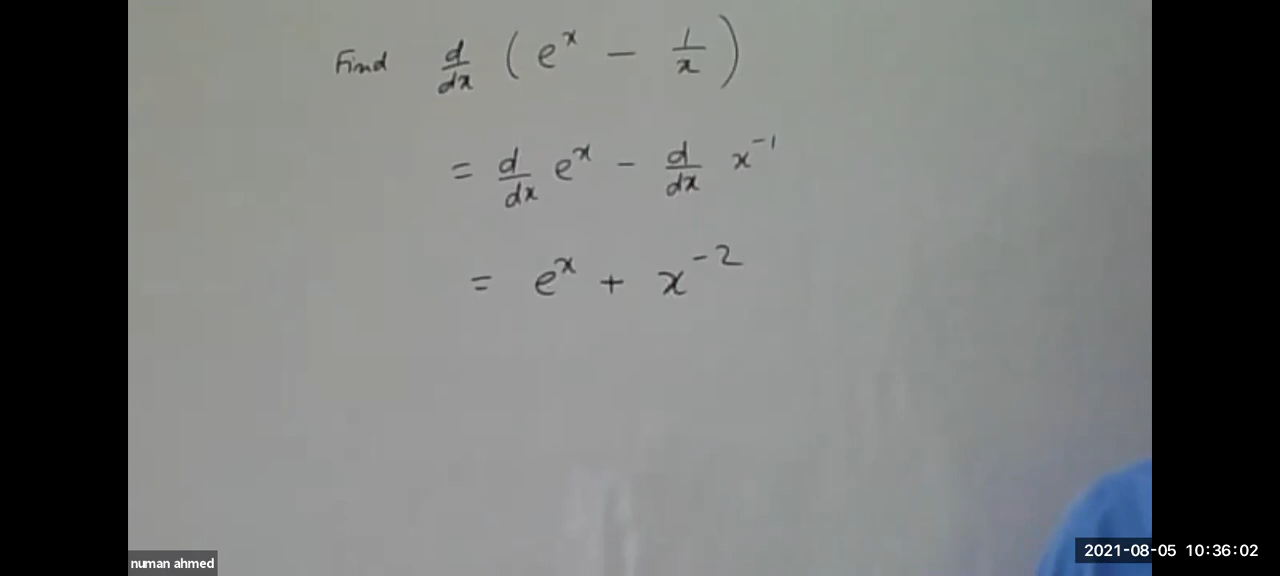 Find d/dx ( e^x - 1/x )
= d/dx e^x - d/dx x^-1
= e^x + x^-2
numan ahmed
2021-08-05 10:36:02